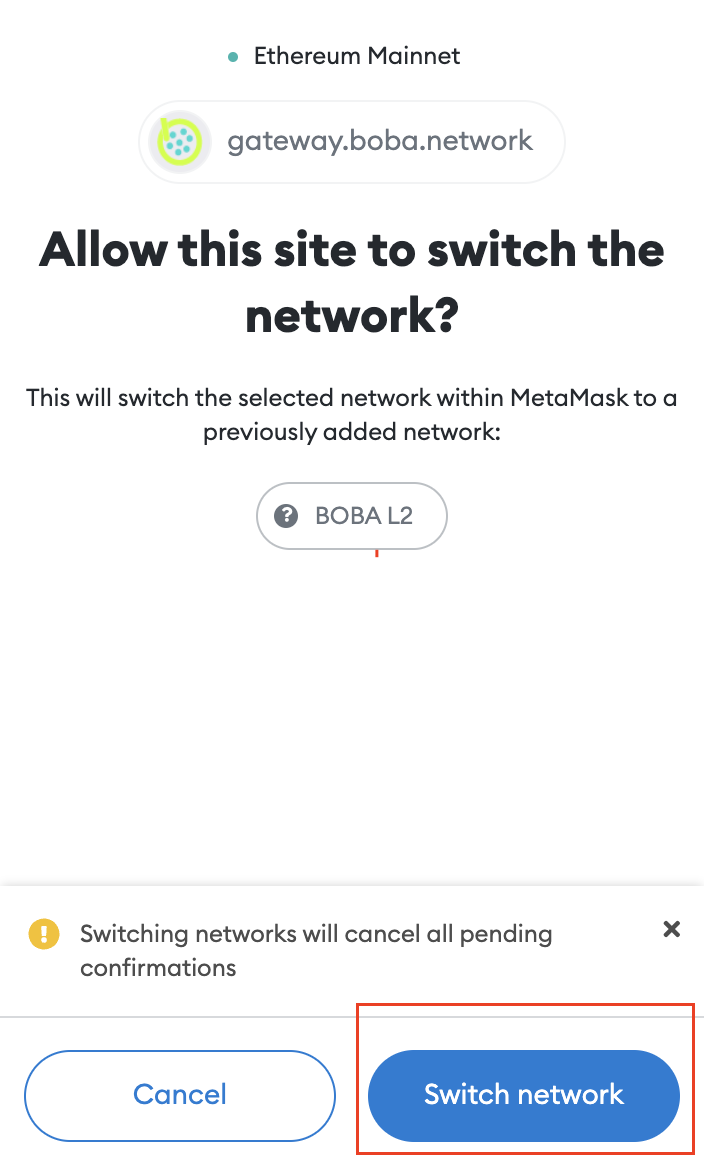 Ethereum Mainnet
gateway.boba.network
Allow this site to switch the
network?
This will switch the selected network within MetaMask to a
previously added network:
? BOBA L2
! Switching networks will cancel all pending
confirmations
Cancel
Switch network